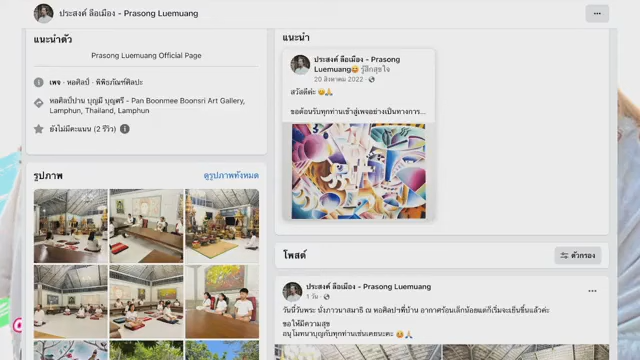 ประสงค์ ลือเมือง - Prasong Luemuang
แนะนำตัว
Prasong Luemuang Official Page
เพจ · หอศิลป์ · พิพิธภัณฑ์ศิลปะ
หอศิลป์ปาน บุญมี บุญศรี - Pan Boonmee Boonsri Art Gallery,
Lamphun, Thailand, Lamphun
ยังไม่มีคะแนน (2 รีวิว)
รูปภาพ
ดูรูปภาพทั้งหมด
แนะนำ
ประสงค์ ลือเมือง - Prasong
Luemuang😊 รู้สึกสุขใจ
20 สิงหาคม 2022 ·
สวัสดีค่ะ 😊🙏
ขอต้อนรับทุกท่านเข้าสู่เพจอย่างเป็นทางการ...
โพสต์
ตัวกรอง
ประสงค์ ลือเมือง - Prasong Luemuang
1 วัน ·
วันนี้วันพระ นั่งภาวนาสมาธิ ณ หอศิลปาฯพี่บ้าน อากาศร้อนเล็กน้อยแต่ก็เริ่มจะเย็นขึ้นแล้วค่ะ
ขอให้มีความสุข
อนุโมทนาบุญกับทุกท่านเช่นเคยนะคะ 😊🙏